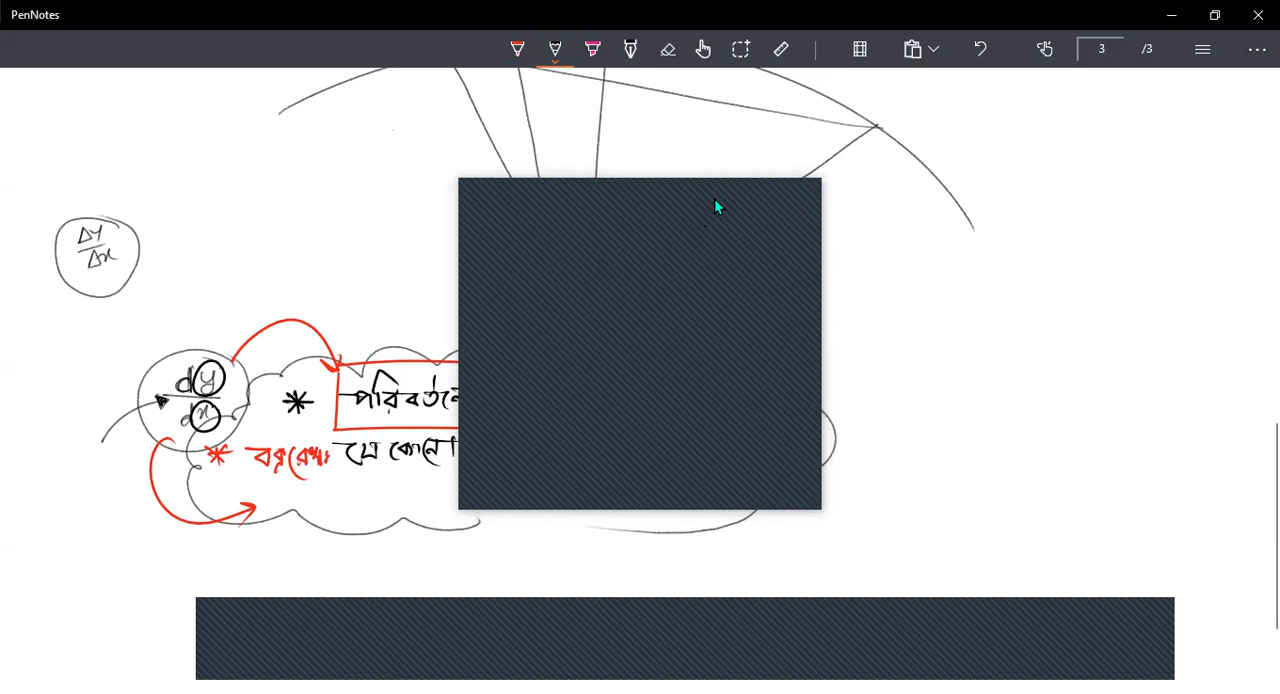 PenNotes
3 /3
ΔY
Δx
dy
dx
* পরিবর্তনে
* বক্ররেখা যে কোনো